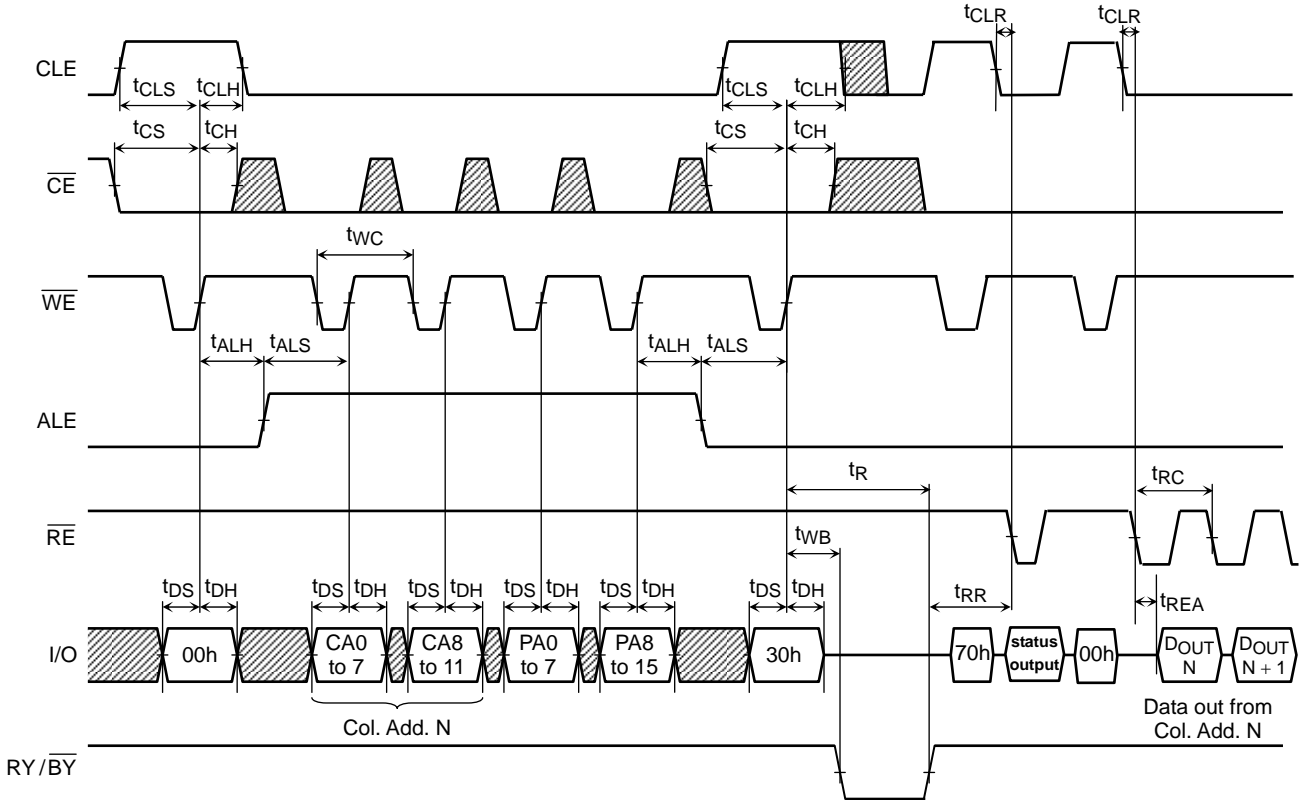 tCLR tCLR
CLE
tCLS tCLH tCLS tCLH
tCS tCH tCS tCH
CE
tWC
WE
tALH tALS tALH tALS
ALE
tR
tRC
RE
tWB
tDS tDH tDS tDH tDS tDH tDS tDH tDS tDH tDS tDH
tRR
tREA
I/O
00h
CA0
to 7
CA8
to 11
PA0
to 7
PA8
to 15
30h
70h
status
output
00h
DOUT
N
DOUT
N + 1
Col. Add. N
Data out from
Col. Add. N
RY/BY